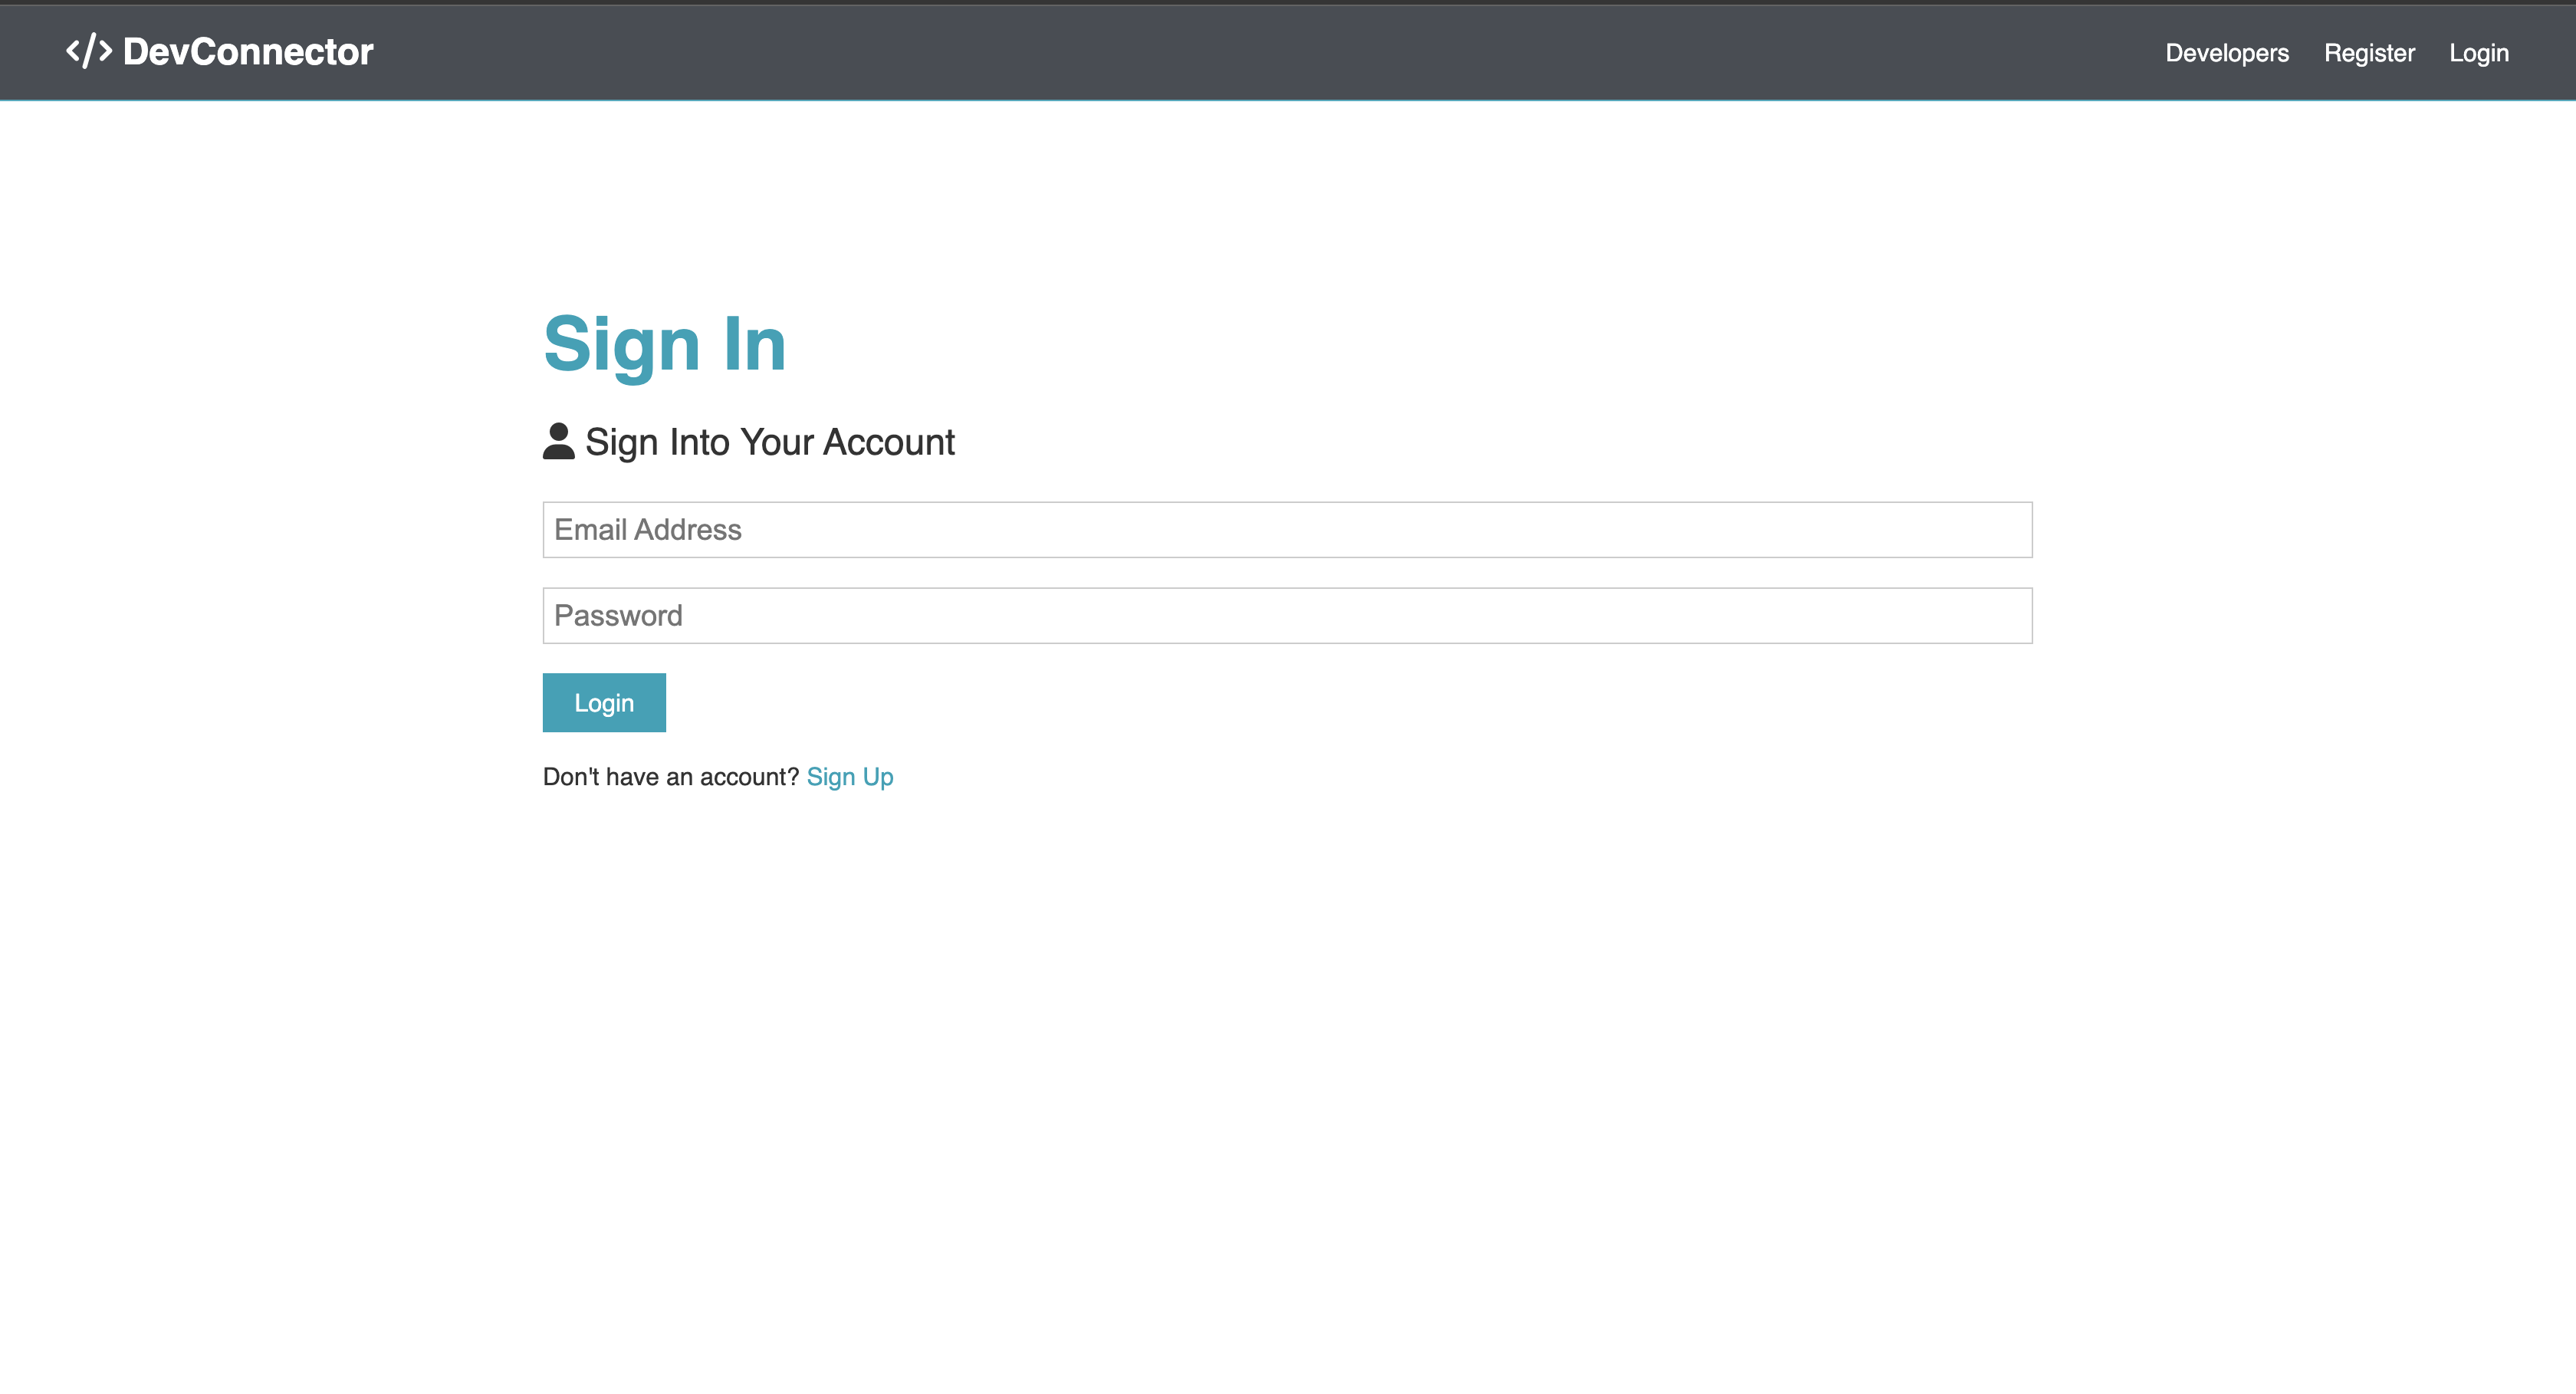 </> DevConnector Developers Register Login
Sign In
Sign Into Your Account
Email Address
Password
Login
Don't have an account? Sign Up